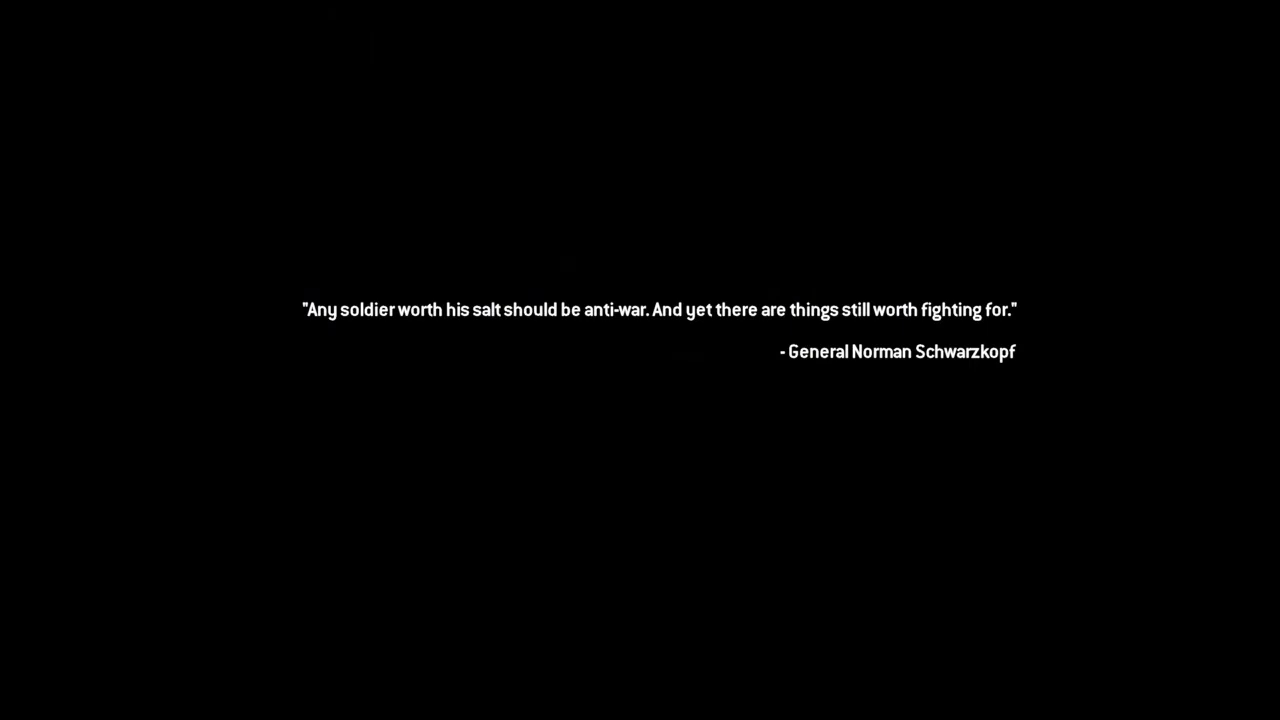 "Any soldier worth his salt should be anti-war. And yet there are things still worth fighting for."
- General Norman Schwarzkopf